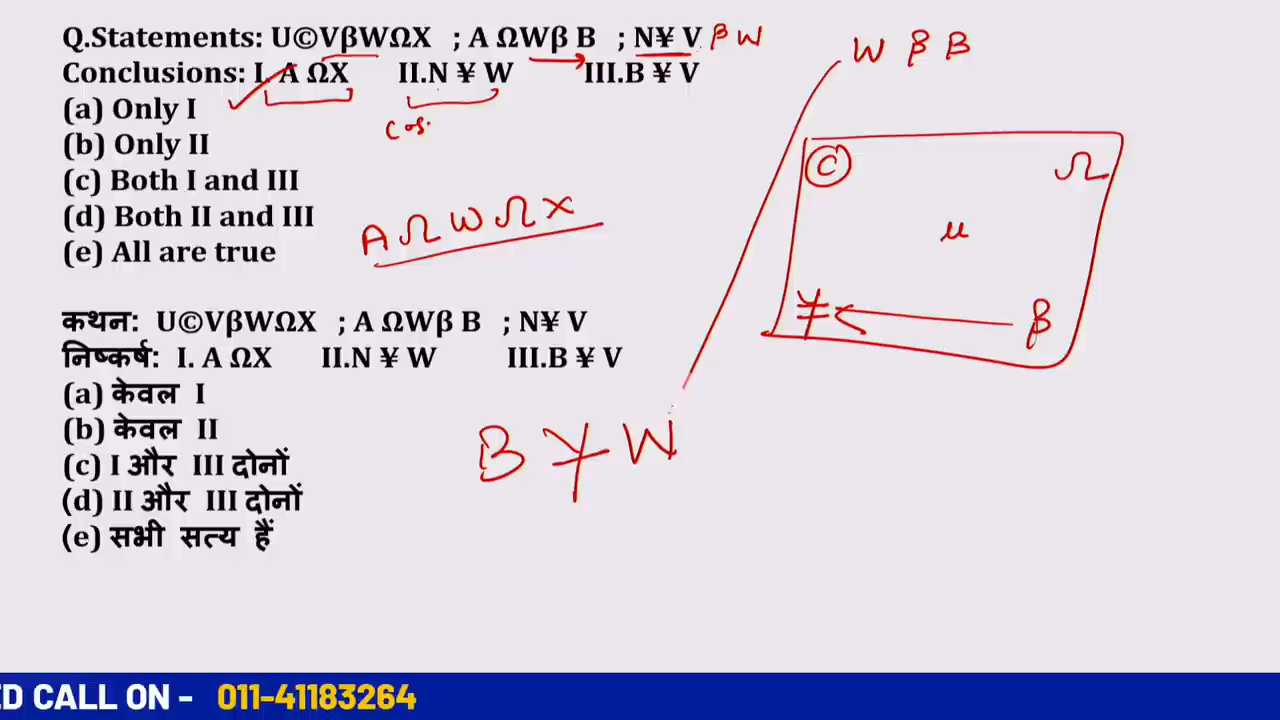 Q.Statements: U©VβWΩX ; A ΩWβ B ; N¥ V β W
W β B
Conclusions: I. A ΩX II.N ¥ W III.B ¥ V
(a) Only I
cos.
(b) Only II
(c) Both I and III
(d) Both II and III
(e) All are true
A Ω W Ω X
© Ω
μ
¥ β
कथन: U©VβWΩX ; A ΩWβ B ; N¥ V
निष्कर्ष: I. A ΩX II.N ¥ W III.B ¥ V
(a) केवल I
(b) केवल II
(c) I और III दोनों
(d) II और III दोनों
(e) सभी सत्य हैं
B ¥ W
ED CALL ON - 011-41183264